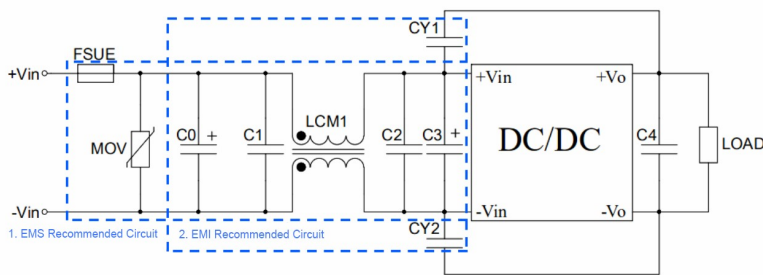 CY1
FSUE
+Vin
+Vin
+Vo
LCM1
C0
+
C1
C2
C3
+
DC/DC
C4
LOAD
MOV
-Vin
-Vin
-Vo
1. EMS Recommended Circuit
2. EMI Recommended Circuit
CY2